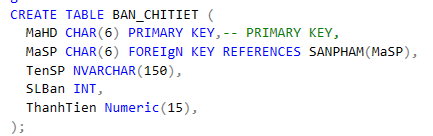 CREATE TABLE BAN_CHITIET (
MaHD CHAR(6) PRIMARY KEY,-- PRIMARY KEY,
MaSP CHAR(6) FOREIgN KEY REFERENCES SANPHAM(MaSP),
TenSP NVARCHAR(150),
SLBan INT,
ThanhTien Numeric(15),
);